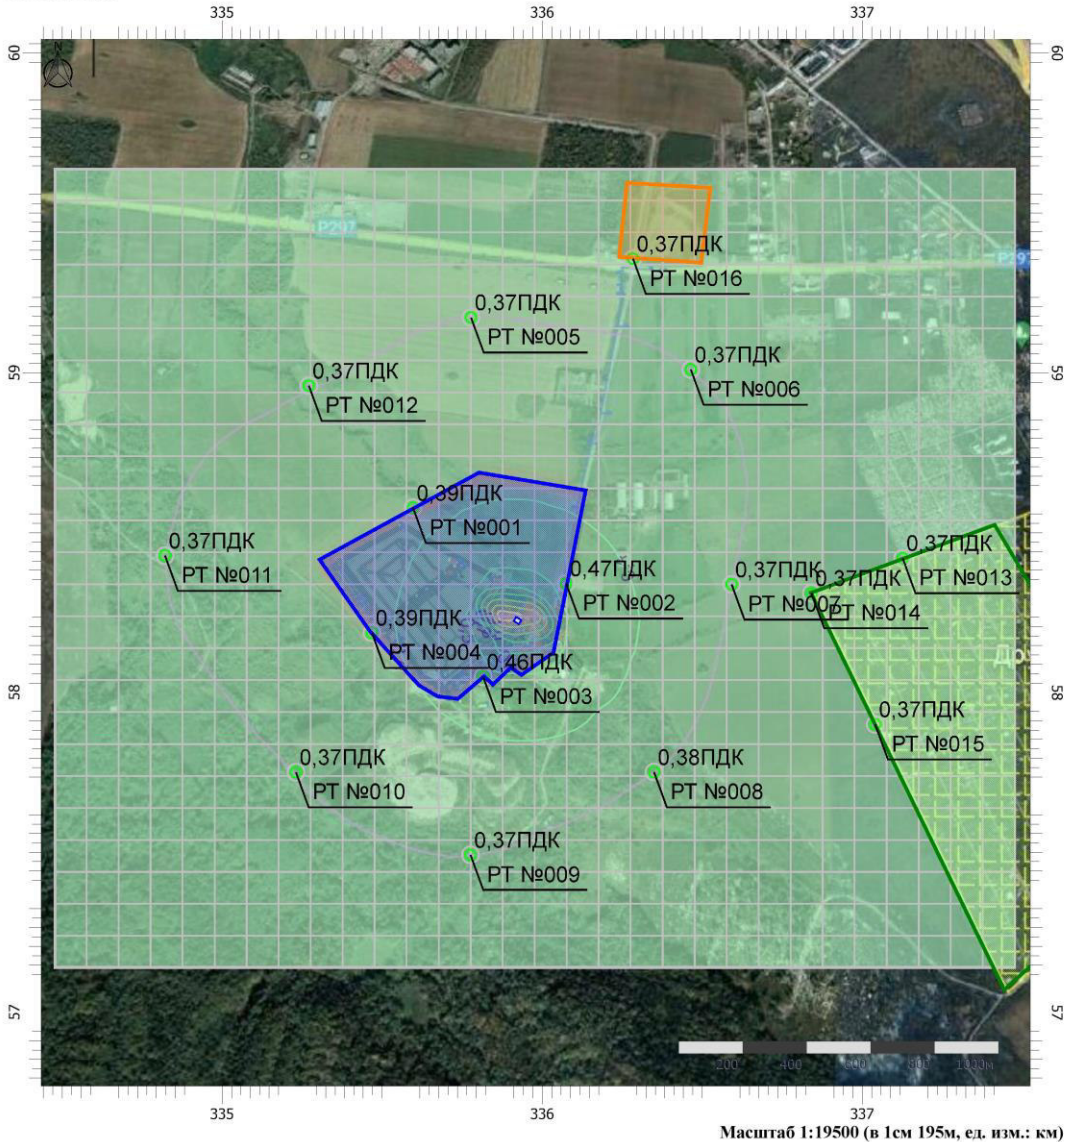 335 336 337
60 60
N
Р297
Р297
0,37ПДК
РТ №016
0,37ПДК
РТ №005
0,37ПДК
РТ №006
59 59
0,37ПДК
РТ №012
0,39ПДК
РТ №001
0,37ПДК
РТ №011
0,47ПДК
РТ №002
0,37ПДК
РТ №007
0,37ПДК
РТ №014
0,37ПДК
РТ №013
0,39ПДК
РТ №004
0,46ПДК
РТ №003
58 58
0,37ПДК
РТ №015
0,37ПДК
РТ №010
0,38ПДК
РТ №008
0,37ПДК
РТ №009
57 57
200 400 600 800 1000м
335 336 337
Масштаб 1:19500 (в 1см 195м, ед. изм.: км)